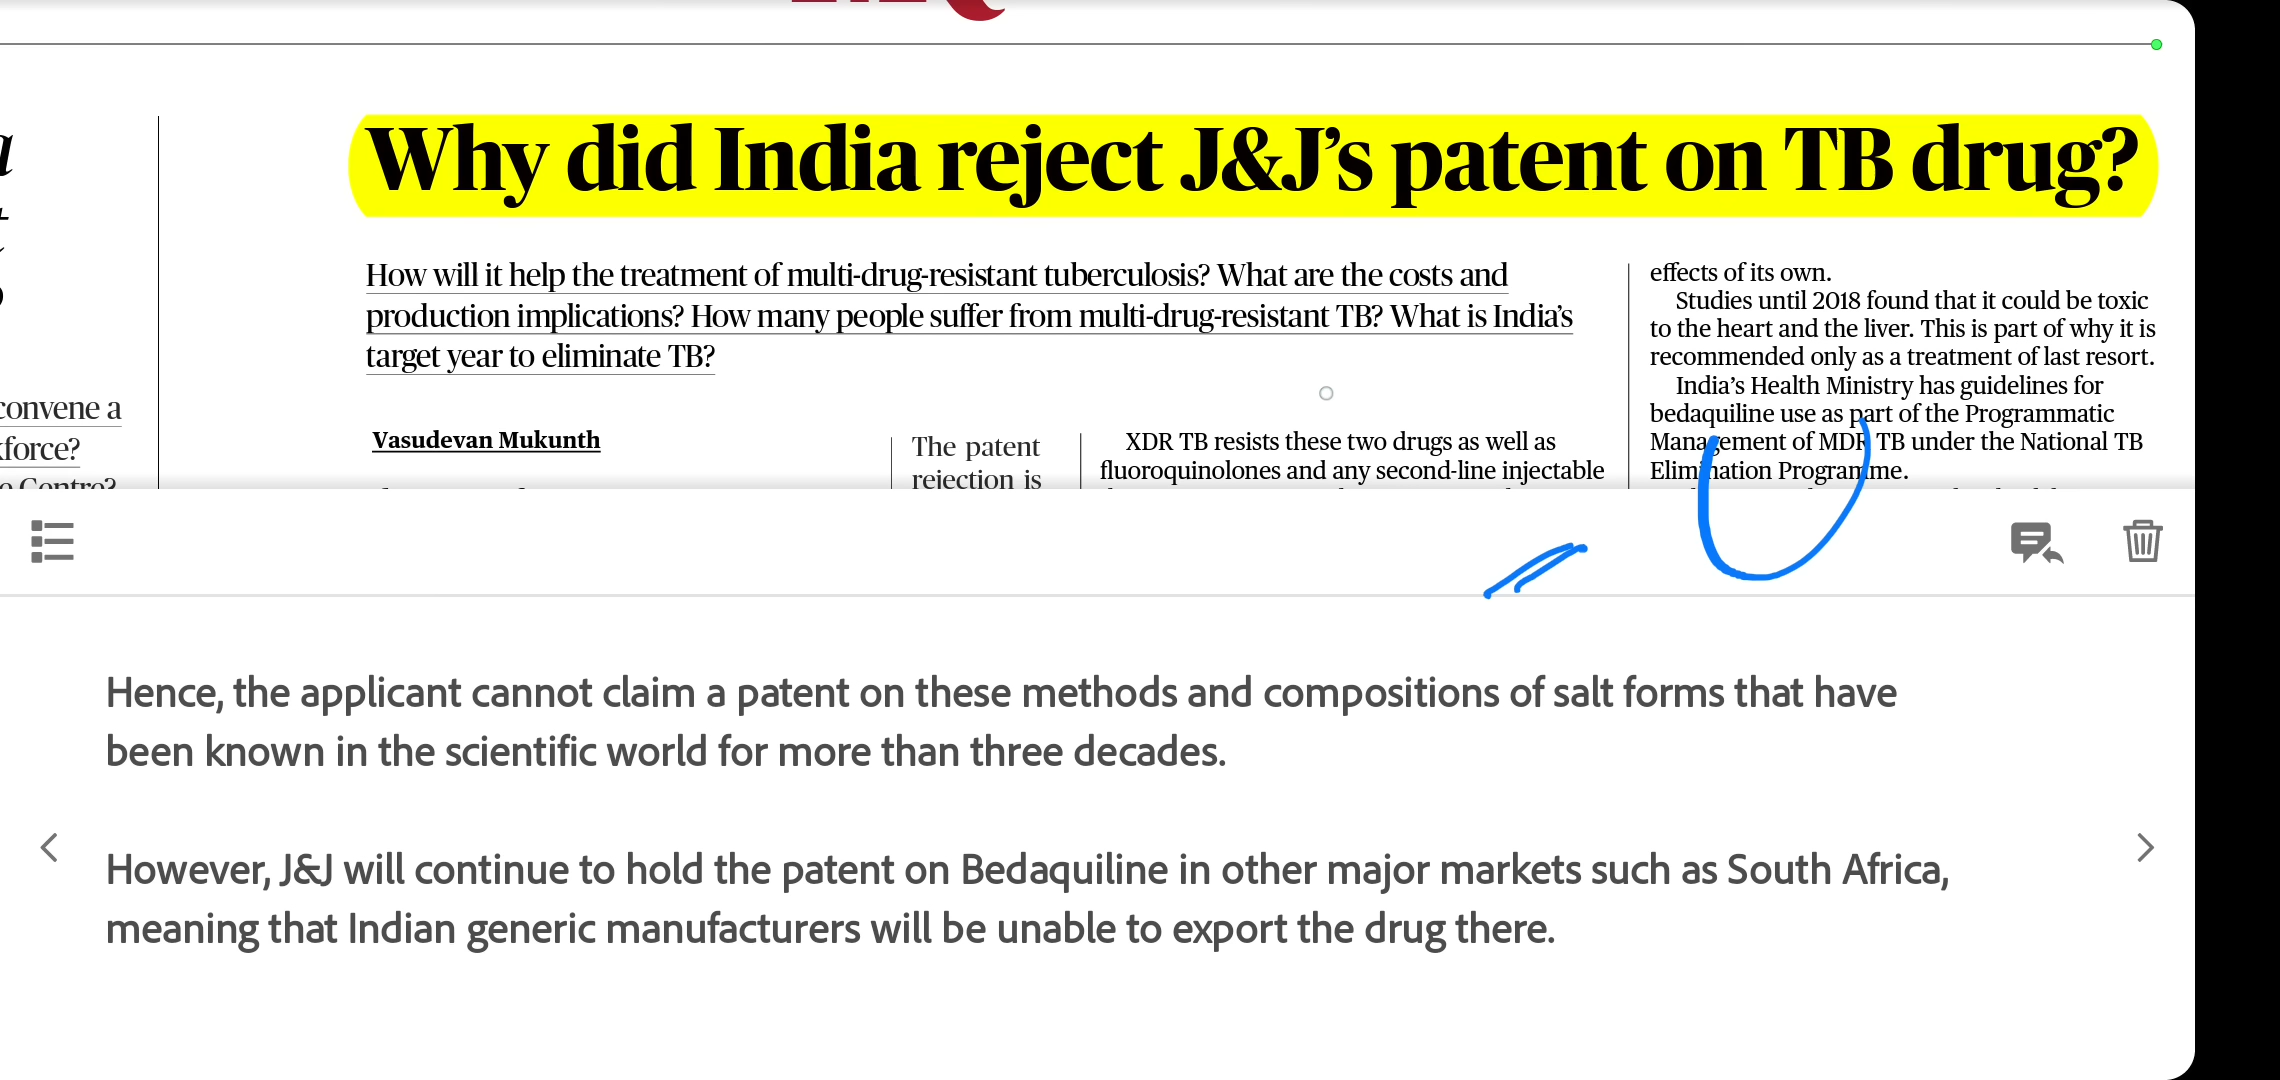 Why did India reject J&J's patent on TB drug?
How will it help the treatment of multi-drug-resistant tuberculosis? What are the costs and
production implications? How many people suffer from multi-drug-resistant TB? What is India's
target year to eliminate TB?
convene a
force?
Centre?
Vasudevan Mukunth
The patent
rejection is
XDR TB resists these two drugs as well as
fluoroquinolones and any second-line injectable
effects of its own.
Studies until 2018 found that it could be toxic
to the heart and the liver. This is part of why it is
recommended only as a treatment of last resort.
India's Health Ministry has guidelines for
bedaquiline use as part of the Programmatic
Management of MDR TB under the National TB
Elimination Programme.
Hence, the applicant cannot claim a patent on these methods and compositions of salt forms that have
been known in the scientific world for more than three decades.
However, J&J will continue to hold the patent on Bedaquiline in other major markets such as South Africa,
meaning that Indian generic manufacturers will be unable to export the drug there.